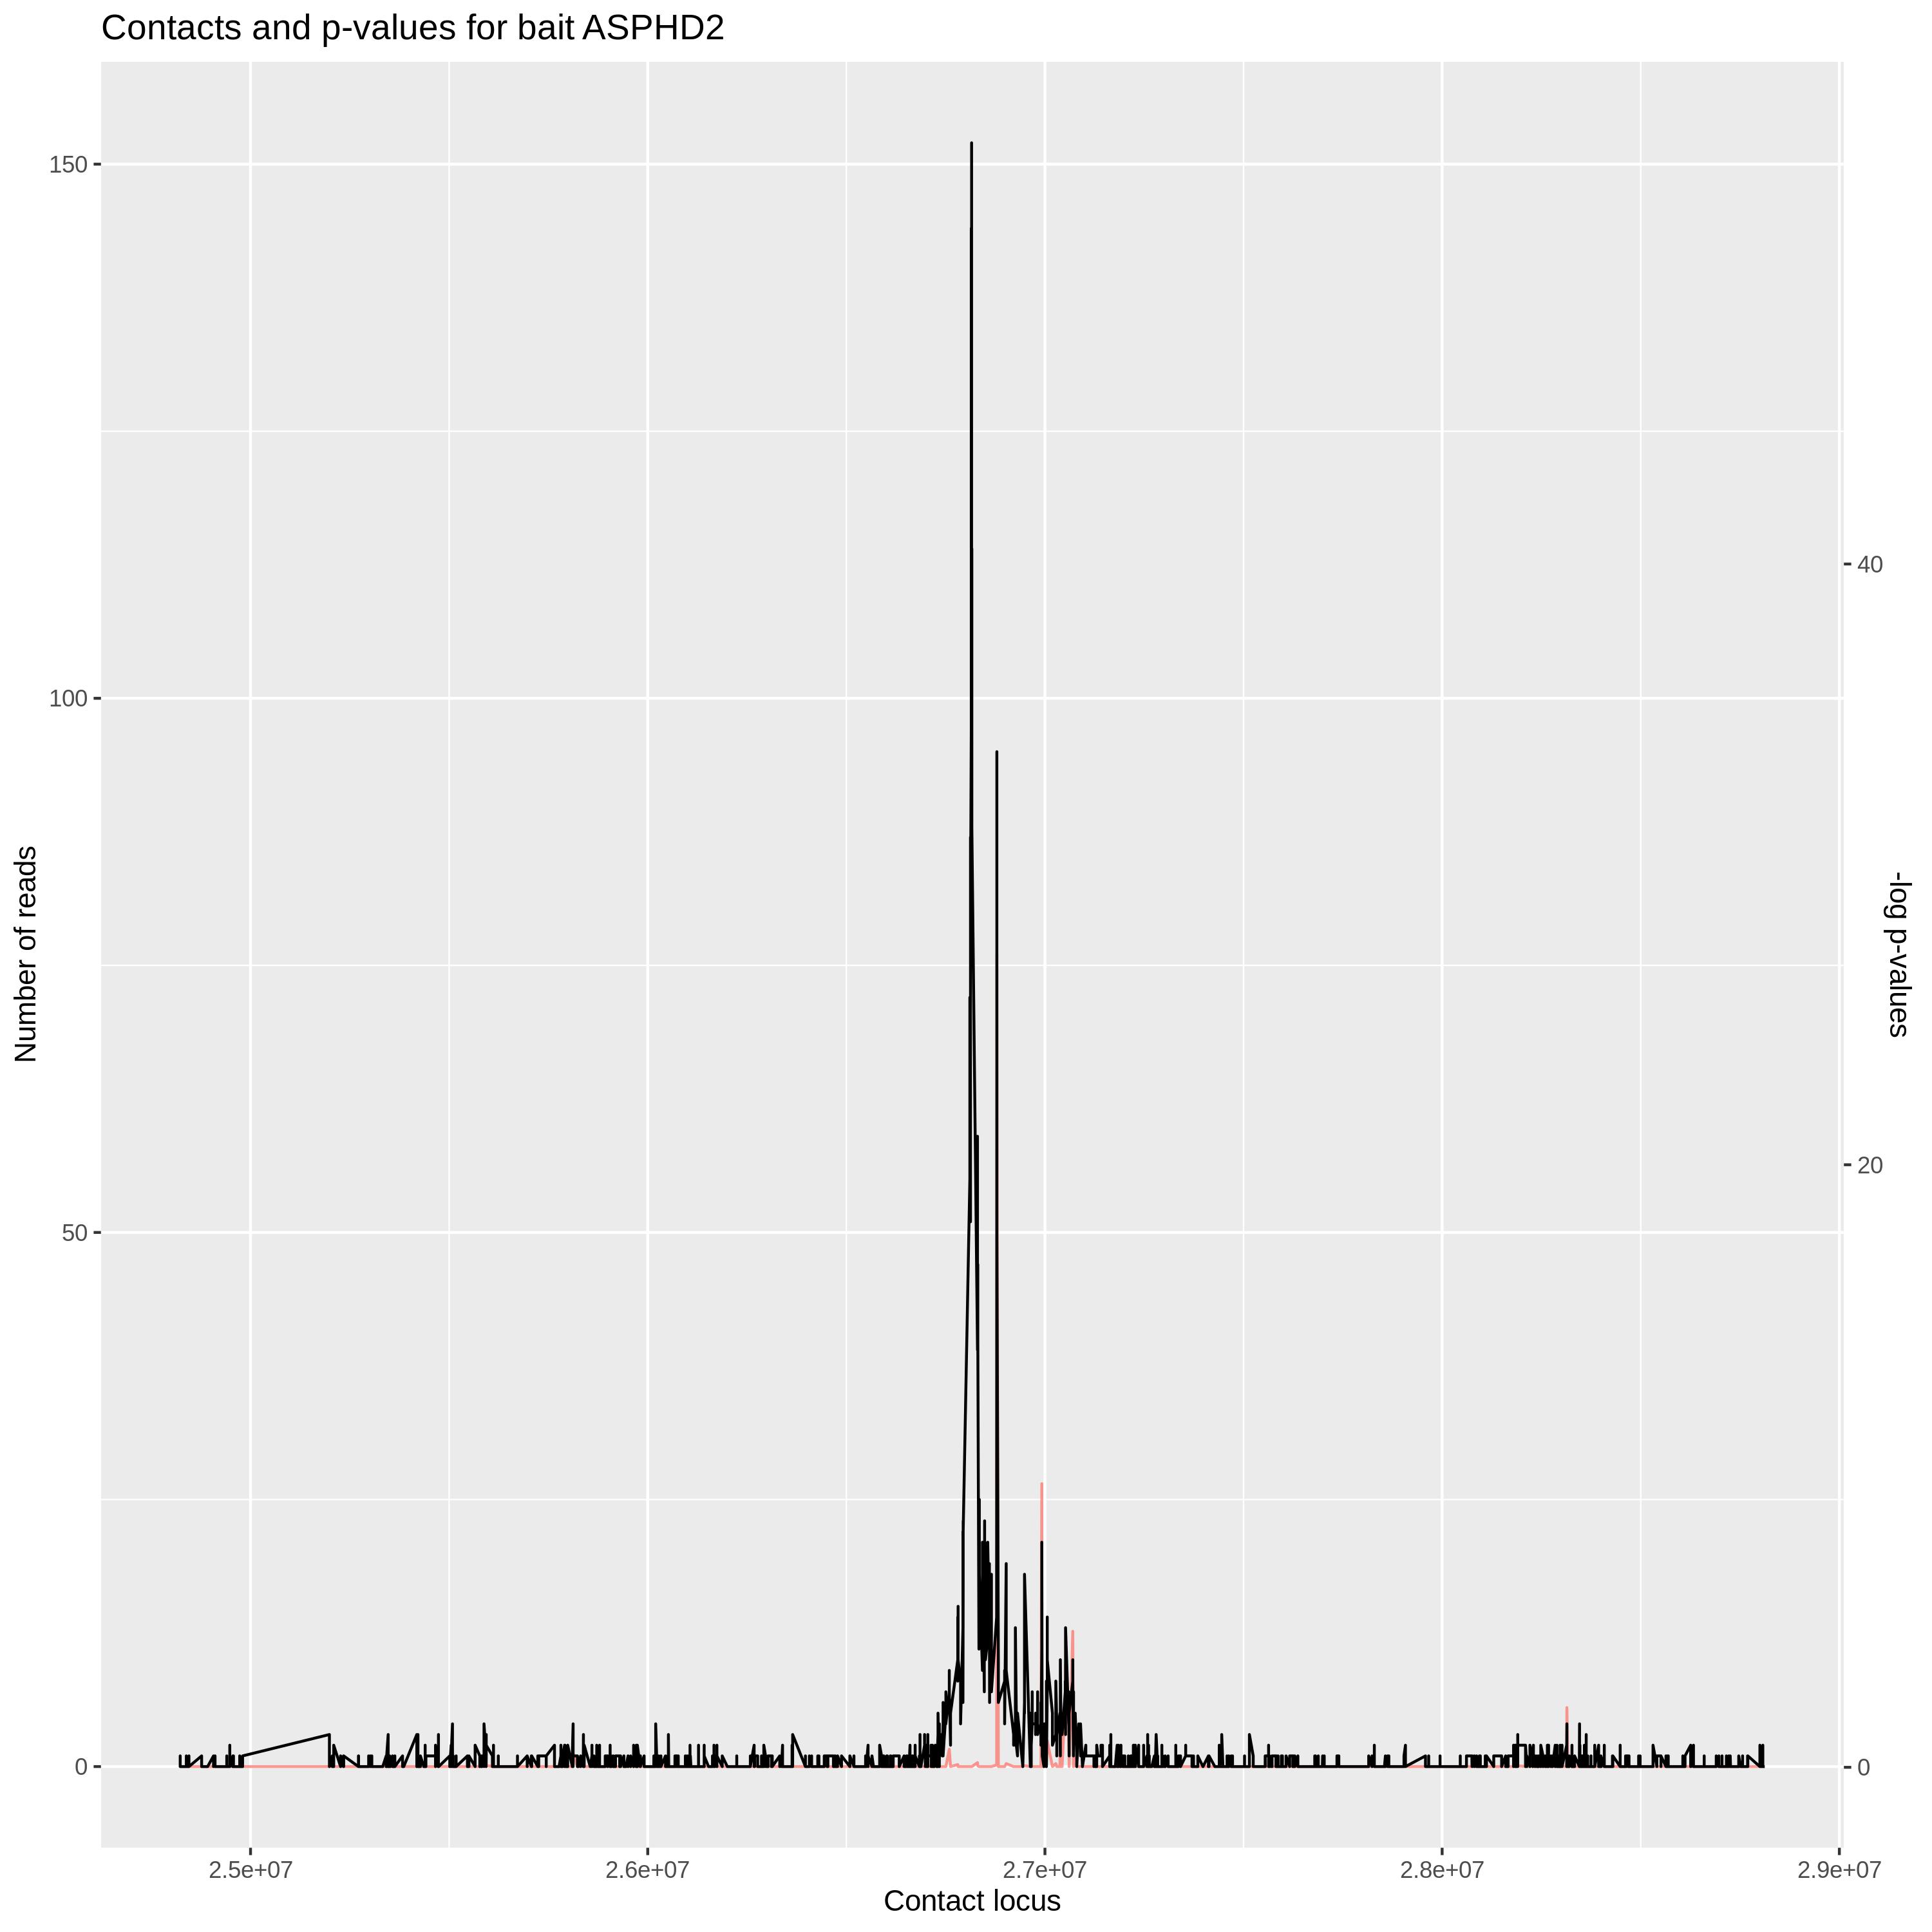 Contacts and p-values for bait ASPHD2
150
100
50
0
Number of reads
40
20
0
-log p-values
2.5e+07
2.6e+07
2.7e+07
2.8e+07
2.9e+07
Contact locus